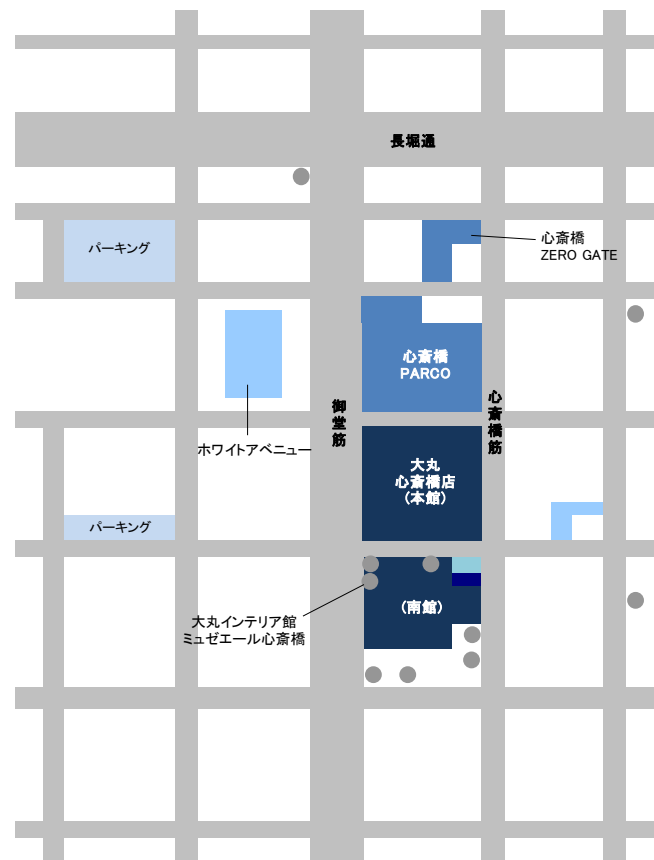 長堀通
パーキング
心斎橋
ZERO GATE
心斎橋
PARCO
御堂筋
心斎橋筋
ホワイトアベニュー
大丸
心斎橋店
(本館)
パーキング
(南館)
大丸インテリア館
ミュゼエール心斎橋